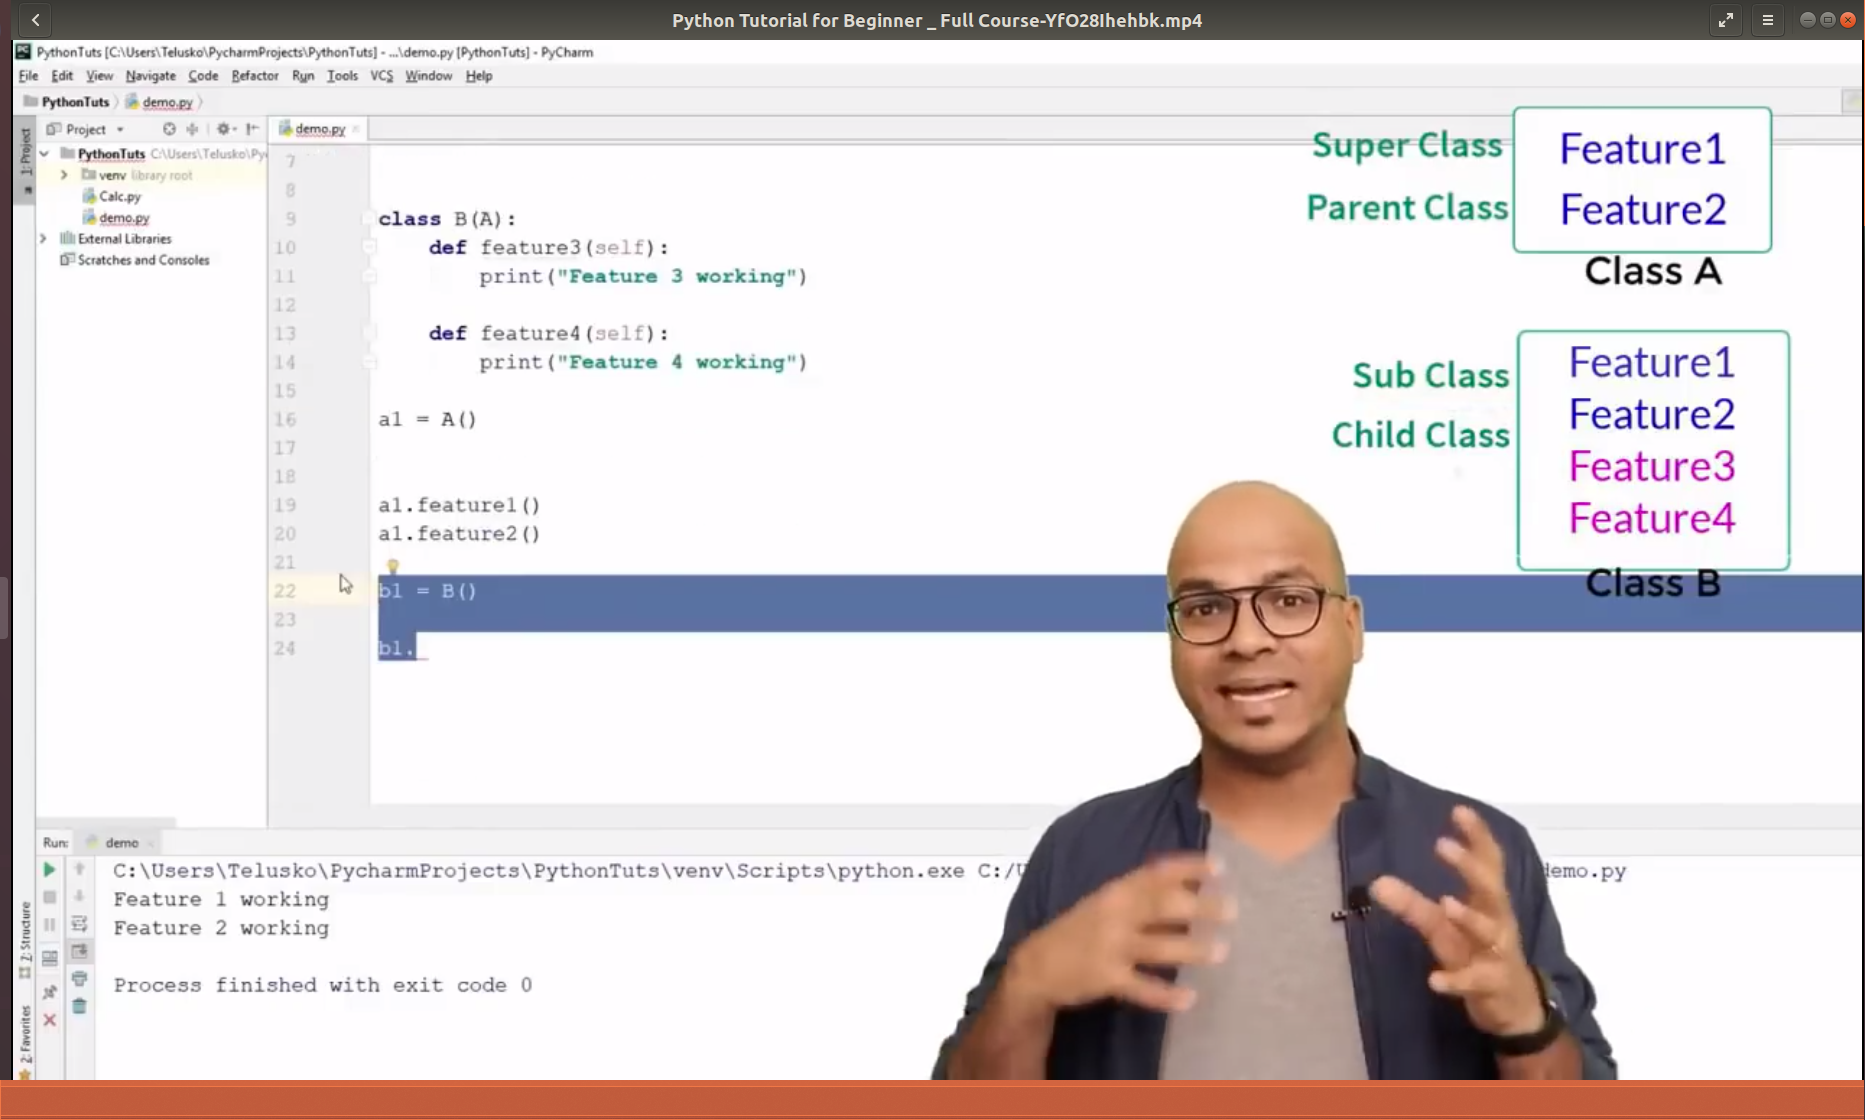 Python Tutorial for Beginner _ Full Course-YfO28Ihehbk.mp4
PythonTuts [C:\Users\Telusko\PycharmProjects\PythonTuts] - ...\demo.py [PythonTuts] - PyCharm
File Edit View Navigate Code Refactor Run Tools VCS Window Help
PythonTuts demo.py
1: Project
Project
PythonTuts C:\Users\Telusko\Py
venv library root
Calc.py
demo.py
External Libraries
Scratches and Consoles
demo.py
7
8
9 class B(A):
10 def feature3(self):
11 print("Feature 3 working")
12
13 def feature4(self):
14 print("Feature 4 working")
15
16 a1 = A()
17
18
19 a1.feature1()
20 a1.feature2()
21
22 b1 = B()
23
24 b1.
Super Class
Parent Class
Feature1
Feature2
Class A
Sub Class
Child Class
Feature1
Feature2
Feature3
Feature4
Class B
Run: demo
C:\Users\Telusko\PycharmProjects\PythonTuts\venv\Scripts\python.exe C:/U demo.py
Feature 1 working
Feature 2 working
Process finished with exit code 0
Z: Structure
2: Favorites